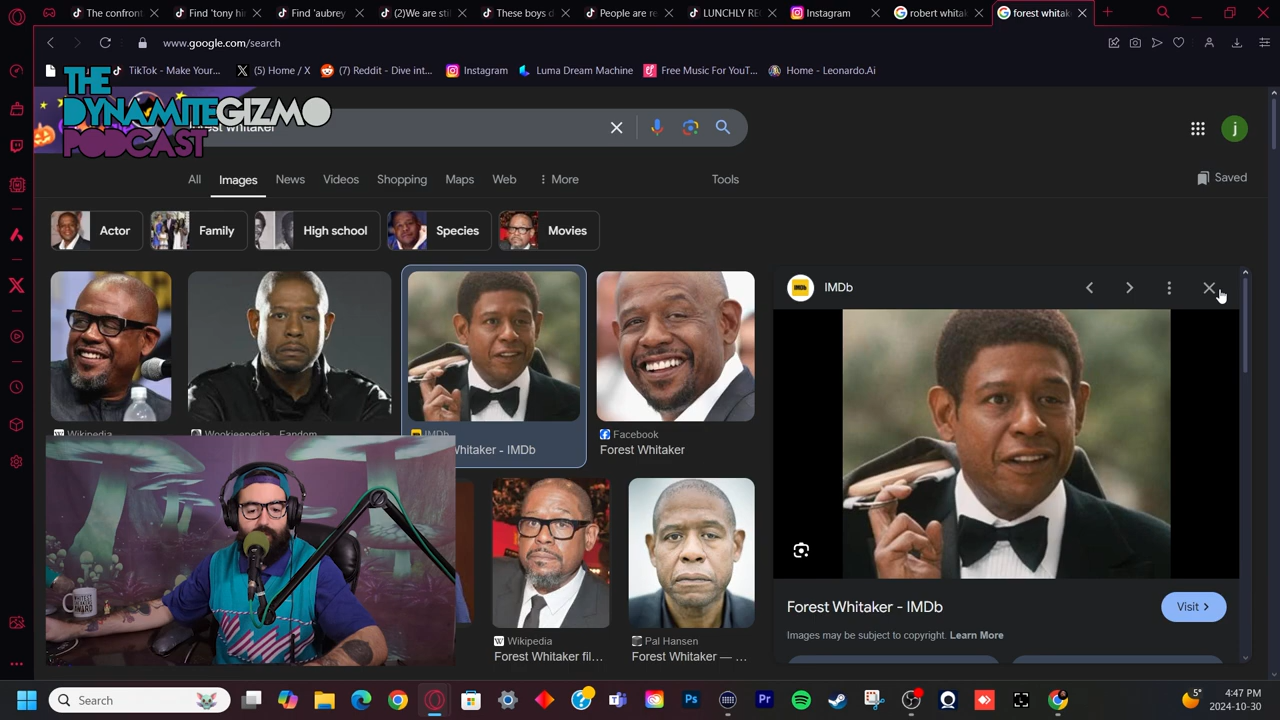 The confront
Find 'tony hi
Find 'aubrey
(2)We are sti
These boys d
People are re
LUNCHLY RE
Instagram
robert whitak
forest whitak
www.google.com/search
TikTok - Make Your...
(5) Home / X
(7) Reddit - Dive int...
Instagram
Luma Dream Machine
Free Music For YouT...
Home - Leonardo.Ai
THE
DYNAMITEGIZMO
PODCAST
forest whitaker
j
All
Images
News
Videos
Shopping
Maps
Web
More
Tools
Saved
Actor
Family
High school
Species
Movies
IMDb
Wikipedia
Wookieepedia - Fandom
IMDb
Whitaker - IMDb
Facebook
Forest Whitaker
Wikipedia
Forest Whitaker fil...
Pal Hansen
Forest Whitaker — ...
Forest Whitaker - IMDb
Visit
Images may be subject to copyright. Learn More
Search
5°
4:47 PM
2024-10-30